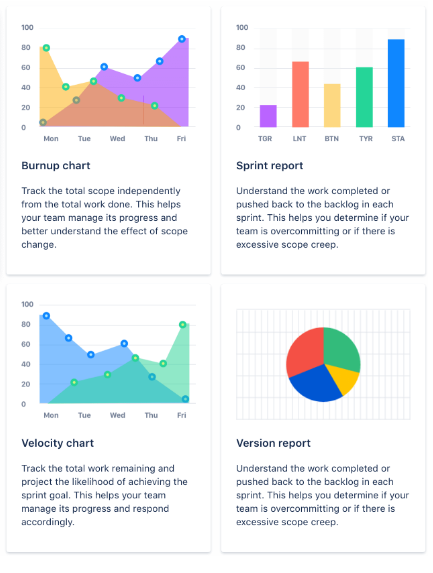 100
80
60
40
20
0
Mon Tue Wed Thu Fri
Burnup chart
Track the total scope independently
from the total work done. This helps
your team manage its progress and
better understand the effect of scope
change.
100
80
60
40
20
0
TGR LNT BTN TYR STA
Sprint report
Understand the work completed or
pushed back to the backlog in each
sprint. This helps you determine if your
team is overcommitting or if there is
excessive scope creep.
100
80
60
40
20
0
Mon Tue Wed Thu Fri
Velocity chart
Track the total work remaining and
project the likelihood of achieving the
sprint goal. This helps your team
manage its progress and respond
accordingly.
Version report
Understand the work completed or
pushed back to the backlog in each
sprint. This helps you determine if your
team is overcommitting or if there is
excessive scope creep.